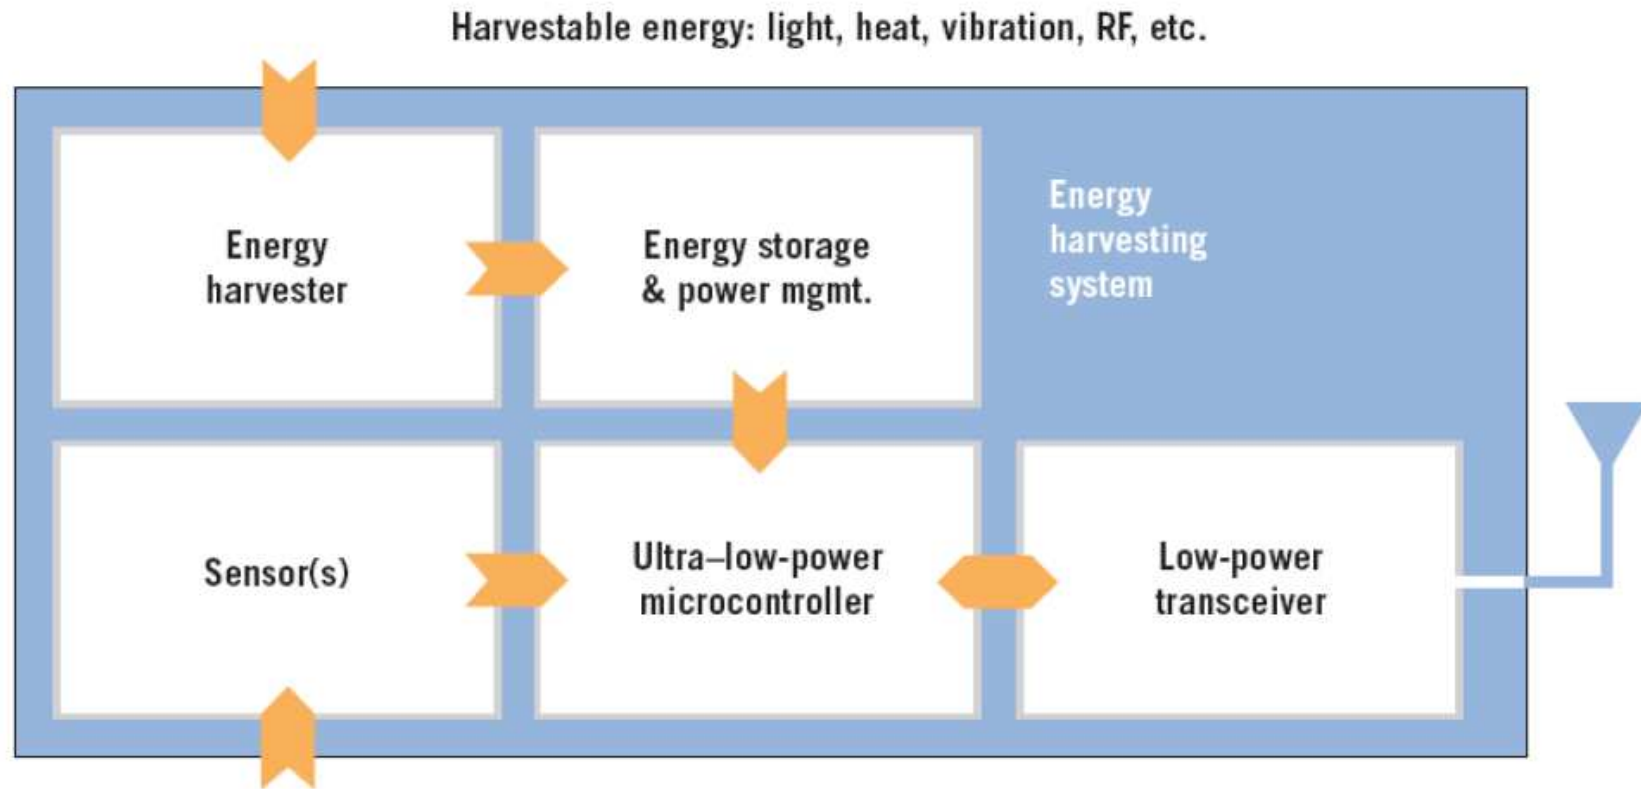 Harvestable energy: light, heat, vibration, RF, etc.
Energy
harvester
Energy storage
& power mgmt.
Energy
harvesting
system
Sensor(s)
Ultra–low-power
microcontroller
Low-power
transceiver